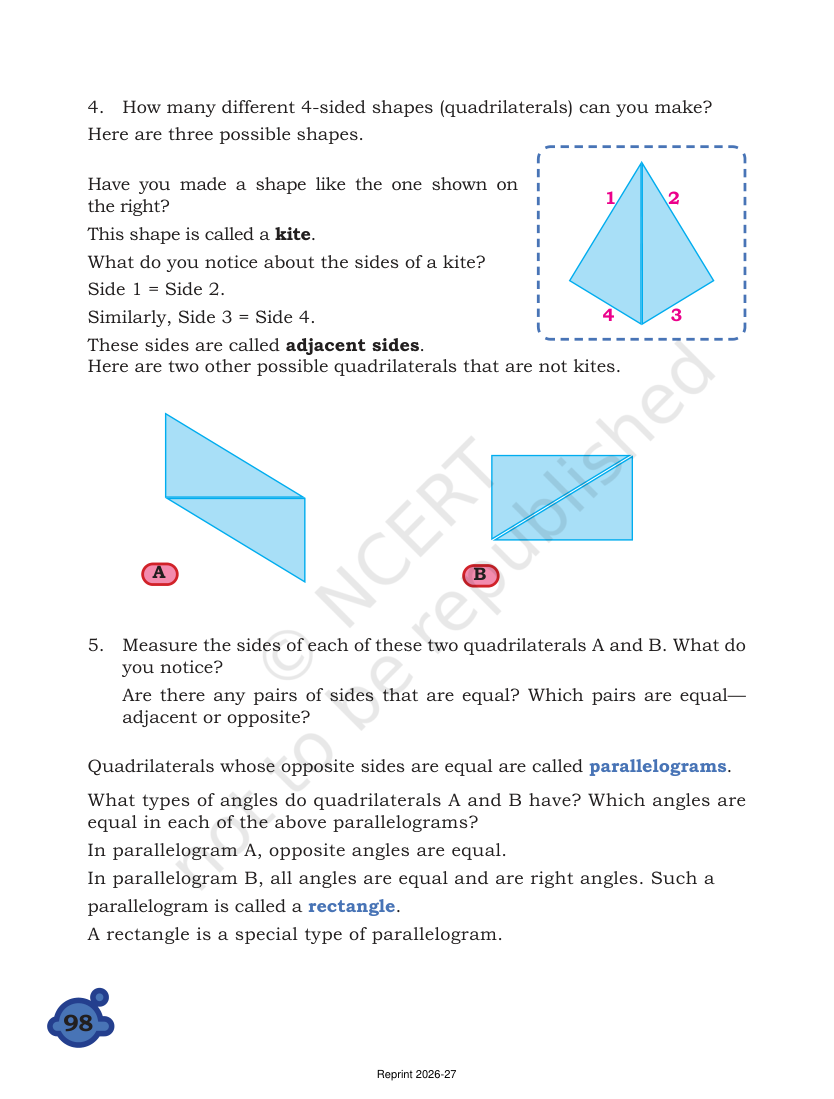 4. How many different 4-sided shapes (quadrilaterals) can you make?
Here are three possible shapes.
Have you made a shape like the one shown on
the right?
This shape is called a kite.
What do you notice about the sides of a kite?
Side 1 = Side 2.
Similarly, Side 3 = Side 4.
These sides are called adjacent sides.
1
2
4
3
Here are two other possible quadrilaterals that are not kites.
A
B
© NCERT
not to be republished
5. Measure the sides of each of these two quadrilaterals A and B. What do
you notice?
Are there any pairs of sides that are equal? Which pairs are equal—
adjacent or opposite?
Quadrilaterals whose opposite sides are equal are called parallelograms.
What types of angles do quadrilaterals A and B have? Which angles are
equal in each of the above parallelograms?
In parallelogram A, opposite angles are equal.
In parallelogram B, all angles are equal and are right angles. Such a
parallelogram is called a rectangle.
A rectangle is a special type of parallelogram.
98
Reprint 2026-27